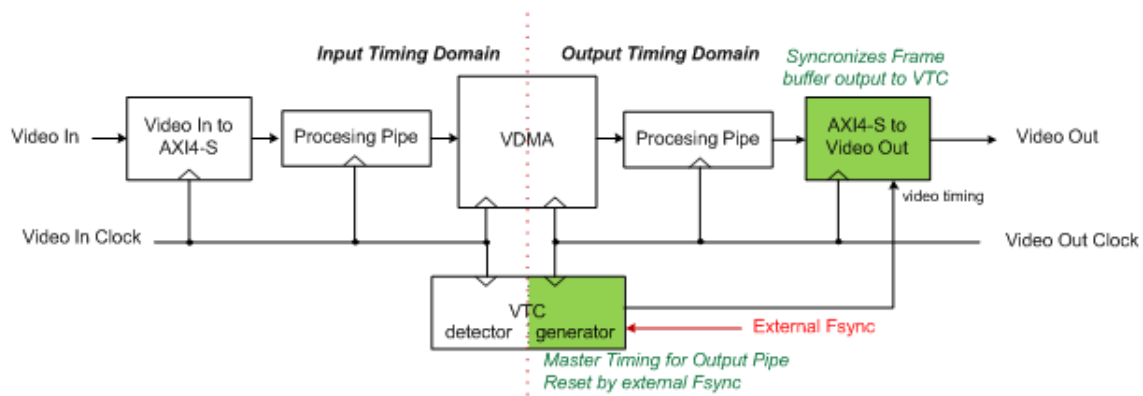 Input Timing Domain
Output Timing Domain
Syncronizes Frame
buffer output to VTC
Video In
Video In to
AXI4-S
Procesing Pipe
VDMA
Procesing Pipe
AXI4-S to
Video Out
Video Out
video timing
Video In Clock
Video Out Clock
VTC
detector
generator
External Fsync
Master Timing for Output Pipe
Reset by external Fsync